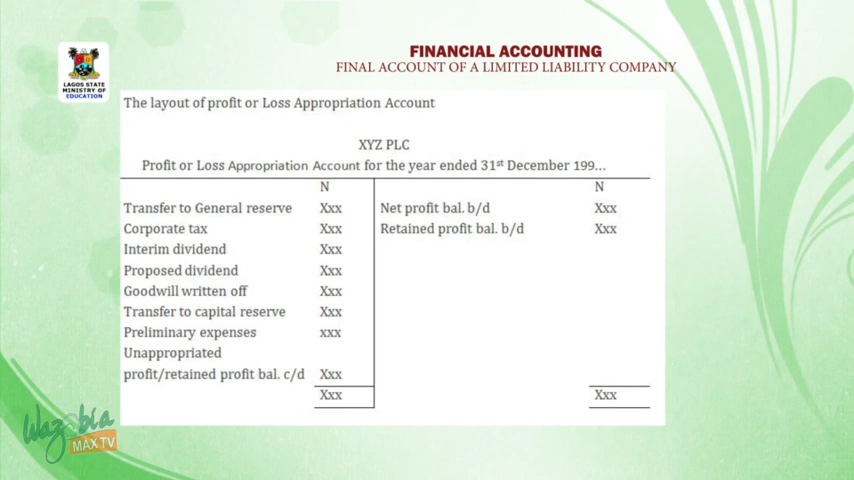 FINANCIAL ACCOUNTING
FINAL ACCOUNT OF A LIMITED LIABILITY COMPANY
LAGOS STATE
MINISTRY OF
EDUCATION
The layout of profit or Loss Appropriation Account
XYZ PLC
Profit or Loss Appropriation Account for the year ended 31st December 199...
N N
Transfer to General reserve Xxx Net profit bal. b/d Xxx
Corporate tax Xxx Retained profit bal. b/d Xxx
Interim dividend Xxx
Proposed dividend Xxx
Goodwill written off Xxx
Transfer to capital reserve Xxx
Preliminary expenses xxx
Unappropriated
profit/retained profit bal. c/d Xxx
Xxx Xxx
Wazobia
MAX TV